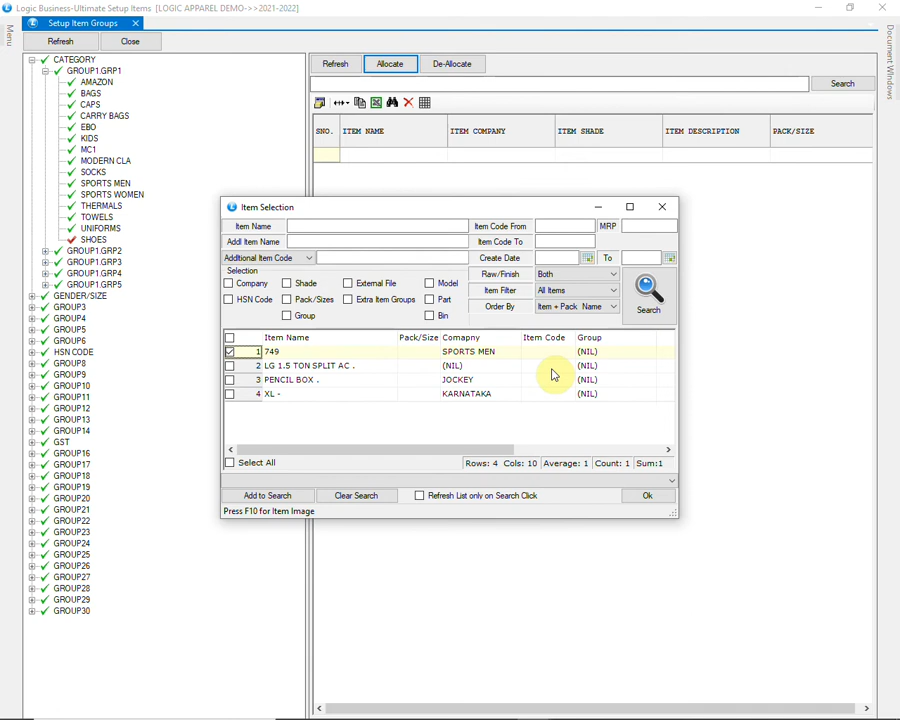 Logic Business-Ultimate Setup Items [LOGIC APPAREL DEMO->>2021-2022]
Menu
Setup Item Groups
Document Windows
Refresh Close
CATEGORY
GROUP1.GRP1
AMAZON
BAGS
CAPS
CARRY BAGS
EBO
KIDS
MC1
MODERN CLA
SOCKS
SPORTS MEN
SPORTS WOMEN
THERMALS
TOWELS
UNIFORMS
SHOES
GROUP1.GRP2
GROUP1.GRP3
GROUP1.GRP4
GROUP1.GRP5
GENDER/SIZE
GROUP3
GROUP4
GROUP5
GROUP6
HSN CODE
GROUP8
GROUP9
GROUP10
GROUP11
GROUP12
GROUP13
GROUP14
GST
GROUP16
GROUP17
GROUP18
GROUP19
GROUP20
GROUP21
GROUP22
GROUP23
GROUP24
GROUP25
GROUP26
GROUP27
GROUP28
GROUP29
GROUP30
Refresh Allocate De-Allocate
Search
SNO. ITEM NAME ITEM COMPANY ITEM SHADE ITEM DESCRIPTION PACK/SIZE
Item Selection
Item Name Item Code From MRP
Addl Item Name Item Code To
Addtional Item Code Create Date To
Selection Raw/Finish Both
Company Shade External File Model Item Filter All Items
HSN Code Pack/Sizes Extra Item Groups Part Order By Item + Pack Name Search
Group Bin
Item Name Pack/Size Comapny Item Code Group
1 749 SPORTS MEN (NIL)
2 LG 1.5 TON SPLIT AC . (NIL) (NIL)
3 PENCIL BOX . JOCKEY (NIL)
4 XL - KARNATAKA (NIL)
Select All Rows: 4 Cols: 10 Average: 1 Count: 1 Sum:1
Add to Search Clear Search Refresh List only on Search Click Ok
Press F10 for Item Image